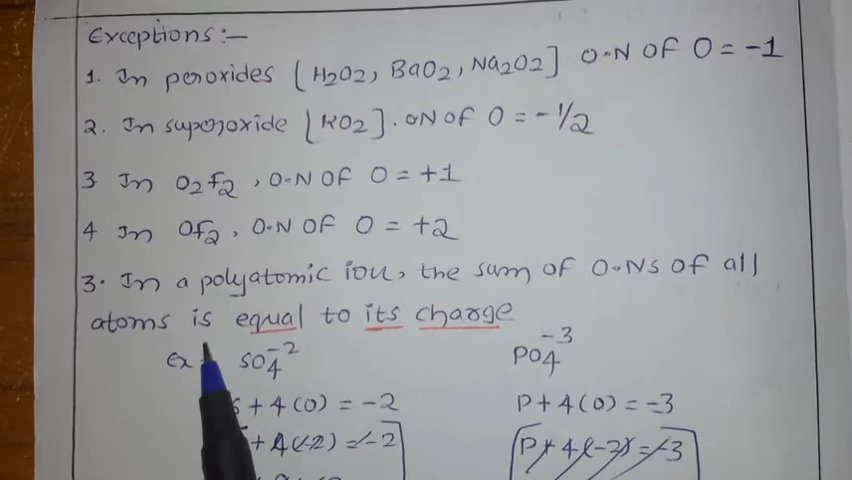 Exceptions:-
1. In peroxides [H2O2, BaO2, Na2O2] O.N OF O = -1
2. In superoxide [KO2]. ON OF O = -1/2
3 In O2F2, O.N OF O = +1
4 In OF2, O.N OF O = +2
3. In a polyatomic ion, the sum of O.Ns of all
atoms is equal to its charge
Ex SO4-2 PO4-3
S + 4(O) = -2 P + 4(O) = -3
+ 4(-2) = -2 P + 4(-2) = -3